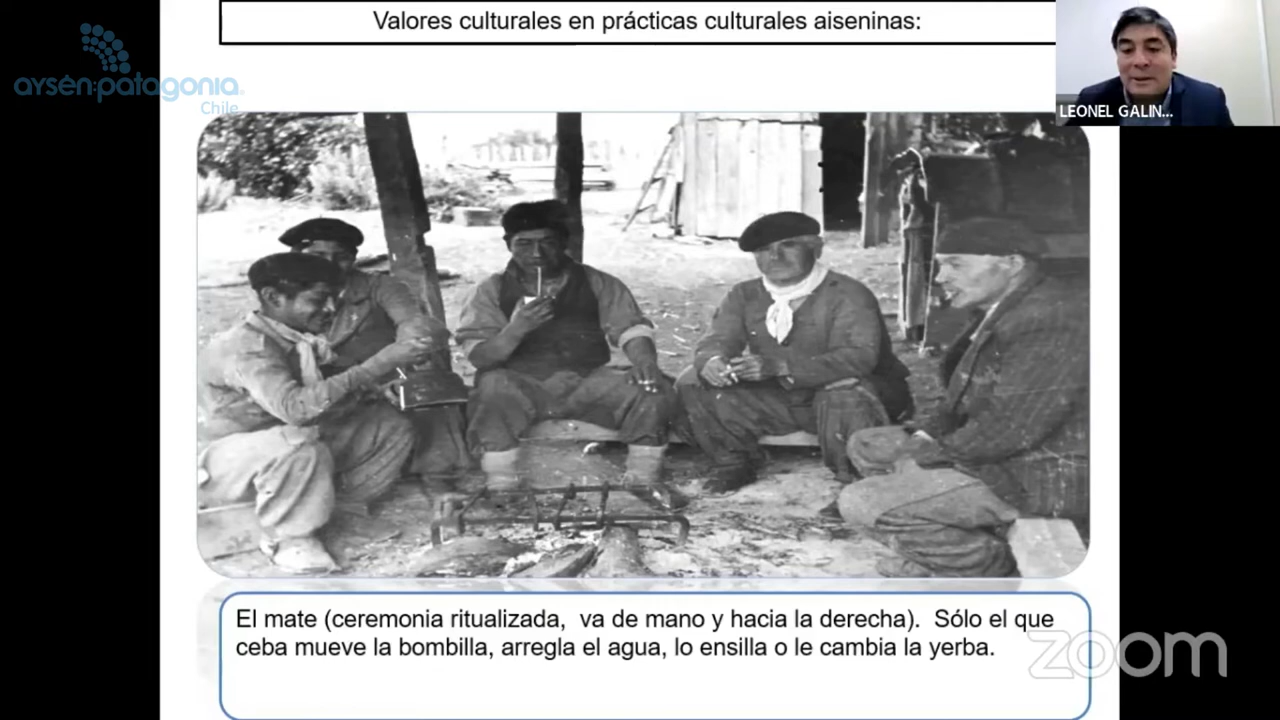 Valores culturales en prácticas culturales aiseninas:
aysén:patagonia
Chile
LEONEL GALIN...
El mate (ceremonia ritualizada, va de mano y hacia la derecha). Sólo el que
ceba mueve la bombilla, arregla el agua, lo ensilla o le cambia la yerba.
zoom